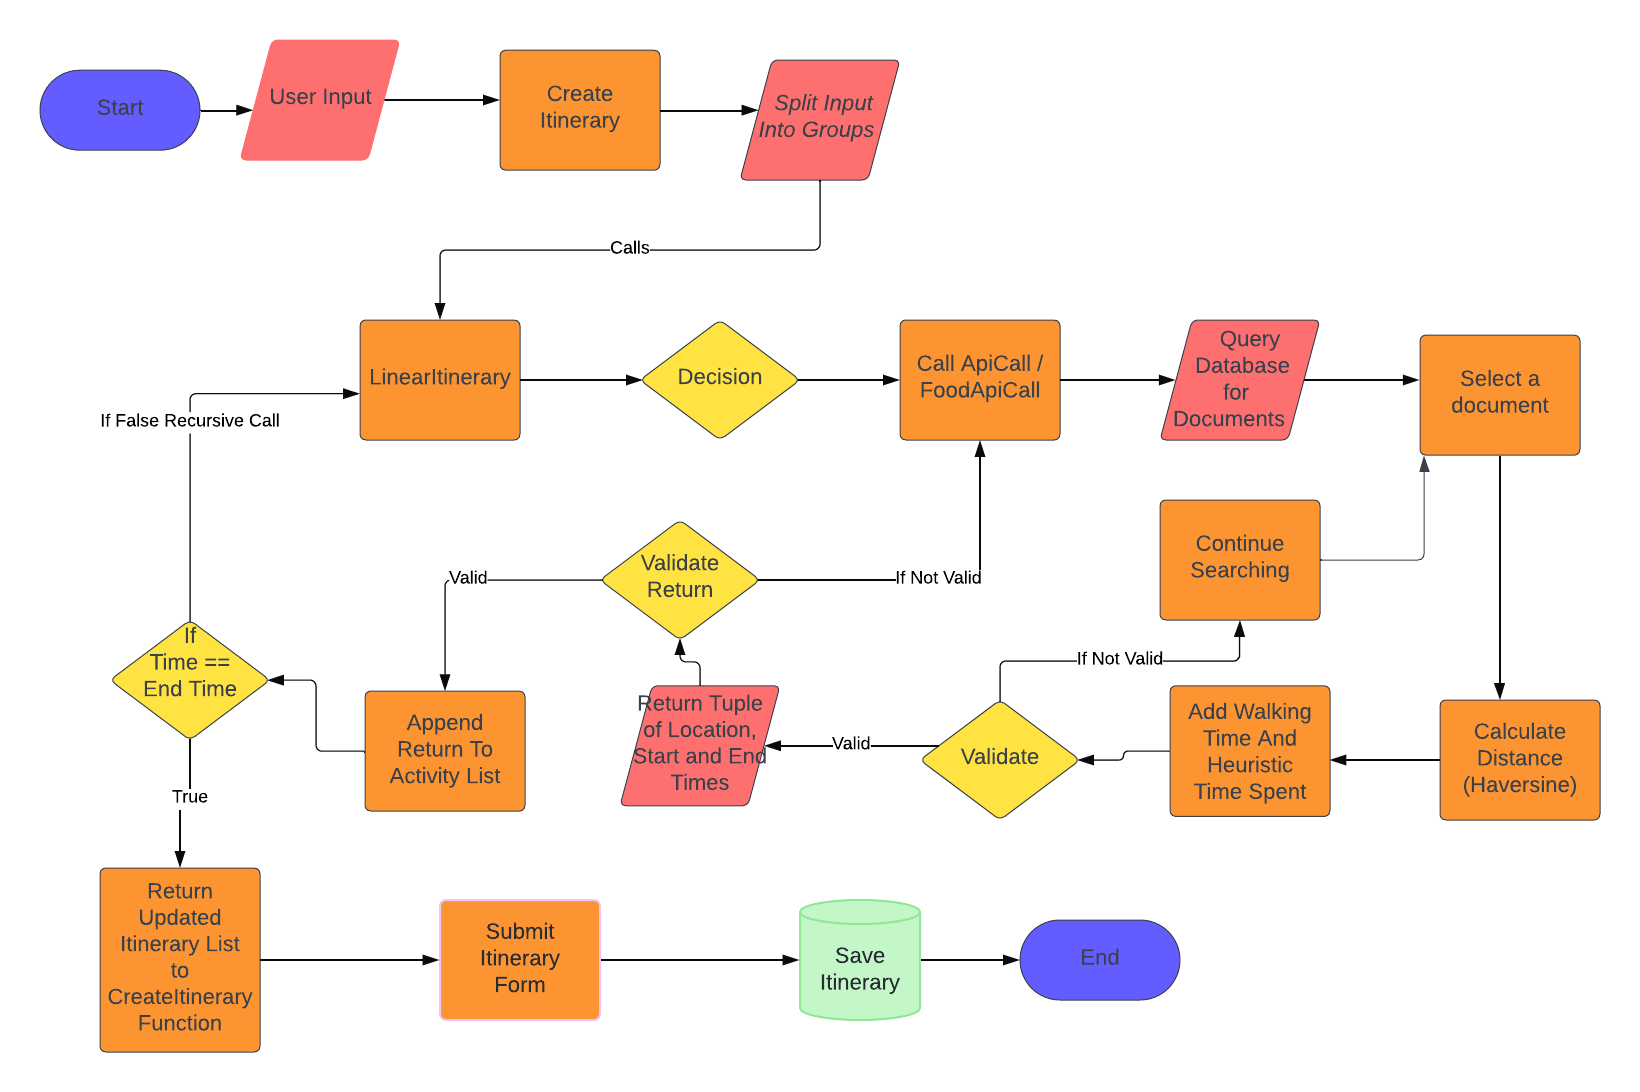 Start
User Input
Create
Itinerary
Split Input
Into Groups
Calls
LinearItinerary
Decision
Call ApiCall /
FoodApiCall
Query
Database
for
Documents
Select a
document
If False Recursive Call
Continue
Searching
Validate
Return
Valid
If Not Valid
If
Time ==
End Time
Append
Return To
Activity List
Return Tuple
of Location,
Start and End
Times
Valid
Validate
If Not Valid
Add Walking
Time And
Heuristic
Time Spent
Calculate
Distance
(Haversine)
True
Return
Updated
Itinerary List
to
CreateItinerary
Function
Submit
Itinerary
Form
Save
Itinerary
End